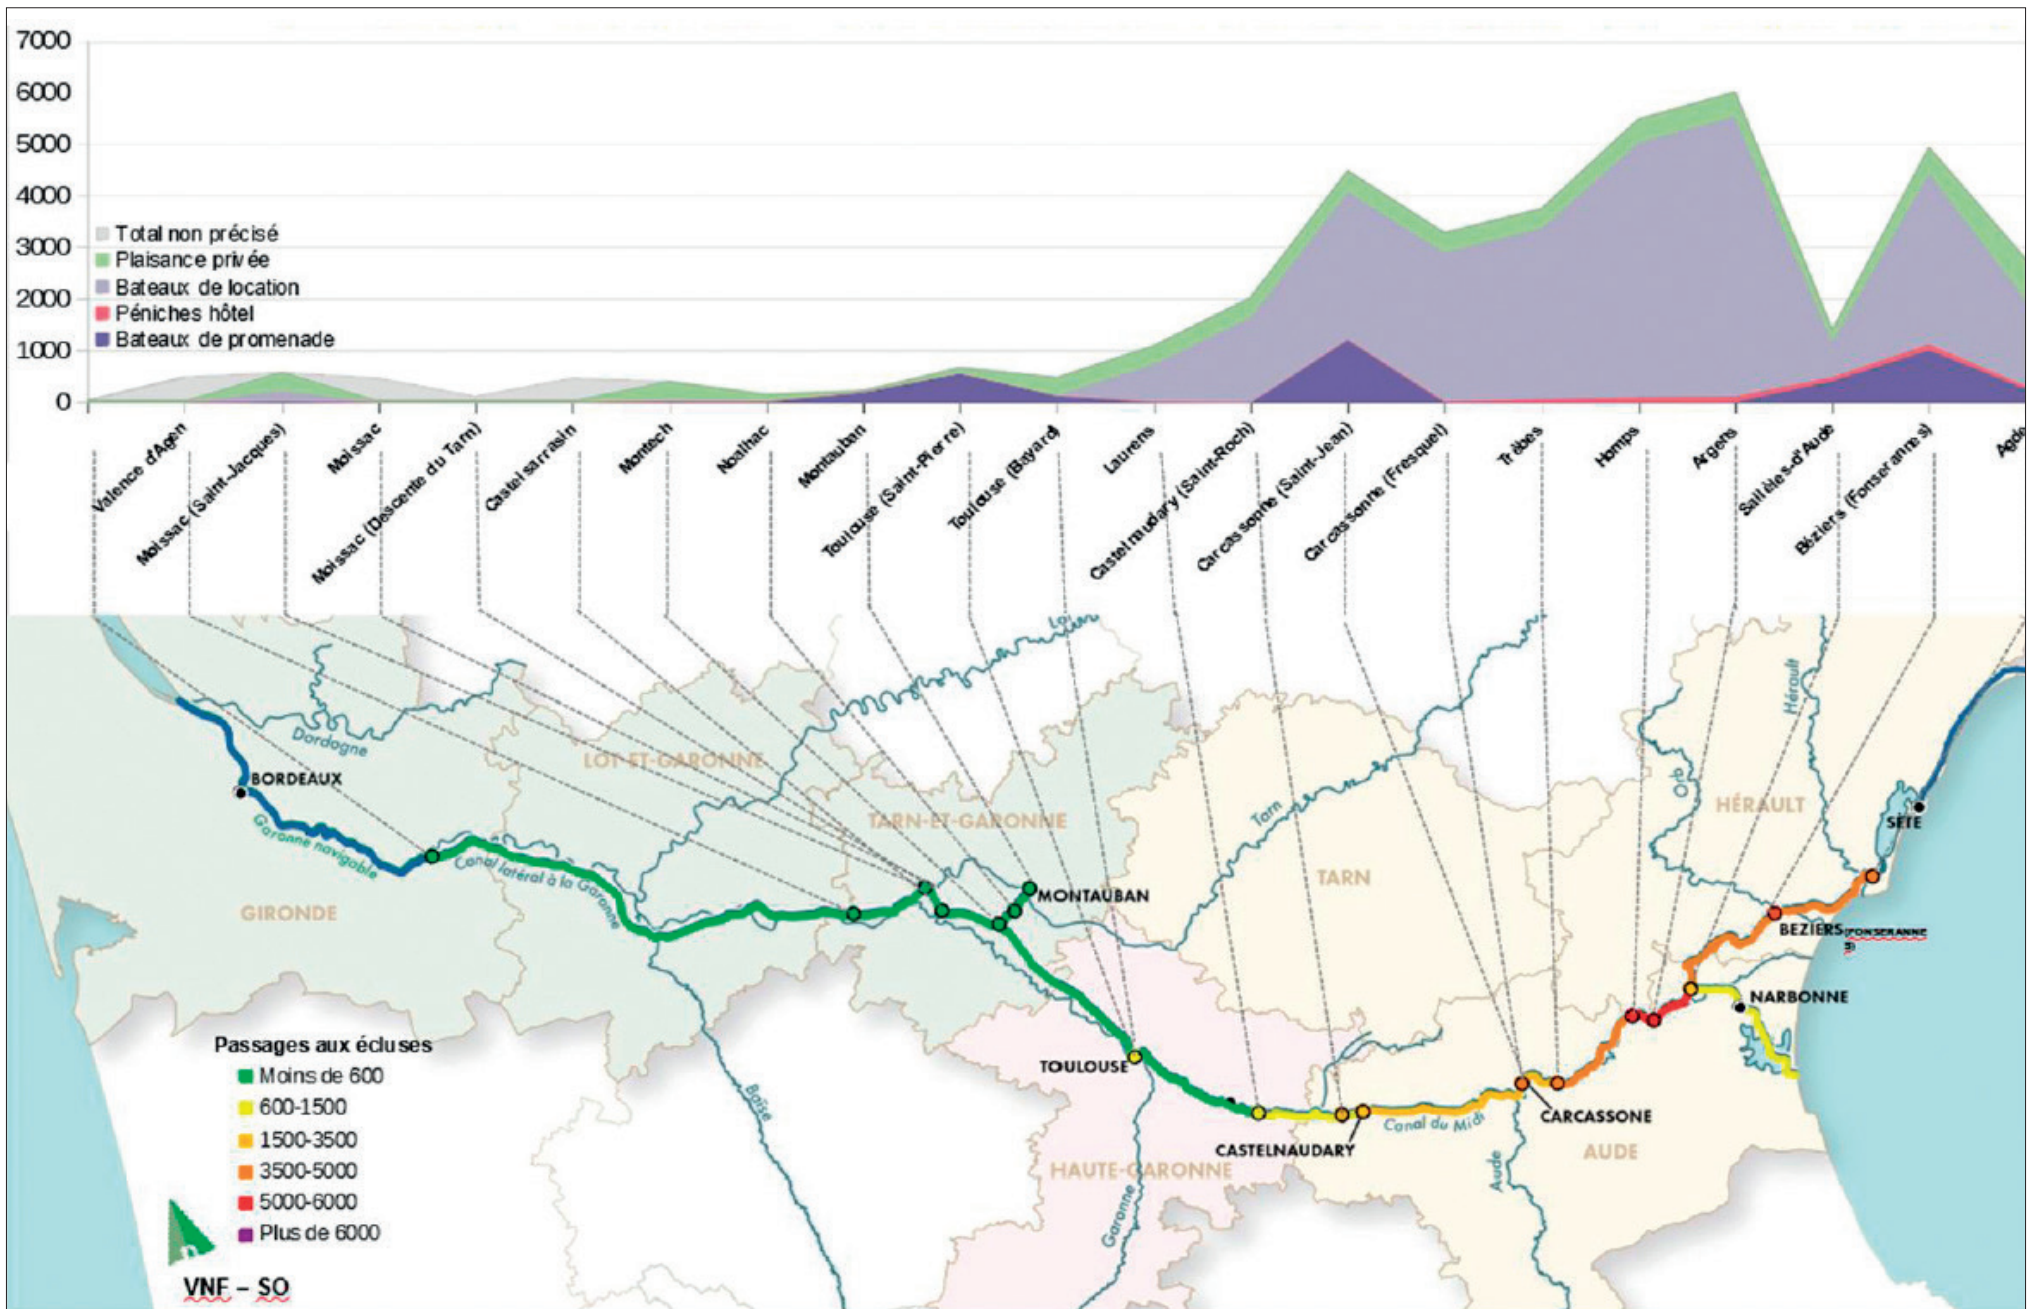 7000
6000
5000
4000
3000
2000
1000
0
Total non précisé
Plaisance privée
Bateaux de location
Péniches hôtel
Bateaux de promenade
Valence d'Agen
Moissac (Saint-Jacques)
Moissac
Moissac (Descente du Tarn)
Castelsarrasin
Montech
Noalhac
Montauban
Toulouse (Saint-Pierre)
Toulouse (Bayard)
Laurens
Castelnaudary (Saint-Roch)
Carcassonne (Saint-Jean)
Carcassonne (Fresquel)
Trèbes
Homps
Argens
Sallèles-d'Aude
Béziers (Fonserannes)
Agde
Lot
Dordogne
LOT-ET-GARONNE
BORDEAUX
Garonne navigable
Canal latéral à la Garonne
GIRONDE
TARN-ET-GARONNE
MONTAUBAN
Tarn
TARN
Orb
Hérault
HÉRAULT
SÈTE
BEZIERS (FONSERANNE
S)
NARBONNE
TOULOUSE
CASTELNAUDARY
Canal du Midi
CARCASSONE
AUDE
Aude
HAUTE-GARONNE
Garonne
Baïse
Passages aux écluses
Moins de 600
600-1500
1500-3500
3500-5000
5000-6000
Plus de 6000
n
VNF – SO